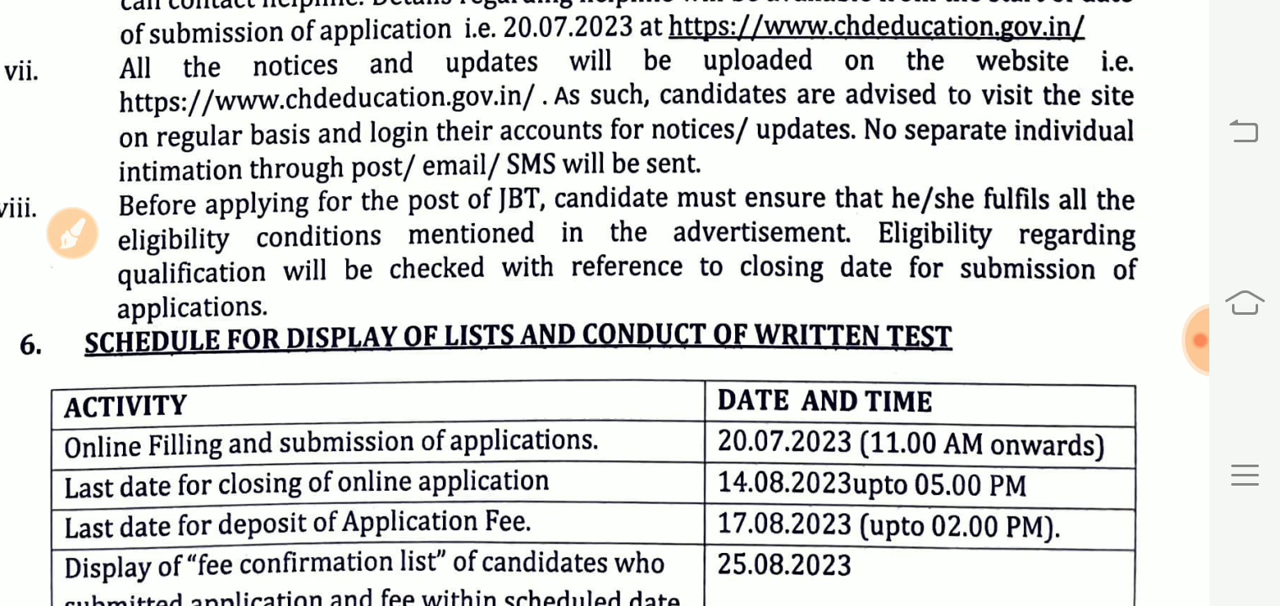 of submission of application i.e. 20.07.2023 at https://www.chdeducation.gov.in/
vii. All the notices and updates will be uploaded on the website i.e.
https://www.chdeducation.gov.in/ . As such, candidates are advised to visit the site
on regular basis and login their accounts for notices/ updates. No separate individual
intimation through post/ email/ SMS will be sent.
viii. Before applying for the post of JBT, candidate must ensure that he/she fulfils all the
eligibility conditions mentioned in the advertisement. Eligibility regarding
qualification will be checked with reference to closing date for submission of
applications.
6. SCHEDULE FOR DISPLAY OF LISTS AND CONDUCT OF WRITTEN TEST
ACTIVITY DATE AND TIME
Online Filling and submission of applications. 20.07.2023 (11.00 AM onwards)
Last date for closing of online application 14.08.2023upto 05.00 PM
Last date for deposit of Application Fee. 17.08.2023 (upto 02.00 PM).
Display of “fee confirmation list” of candidates who 25.08.2023
submitted application and fee within scheduled date